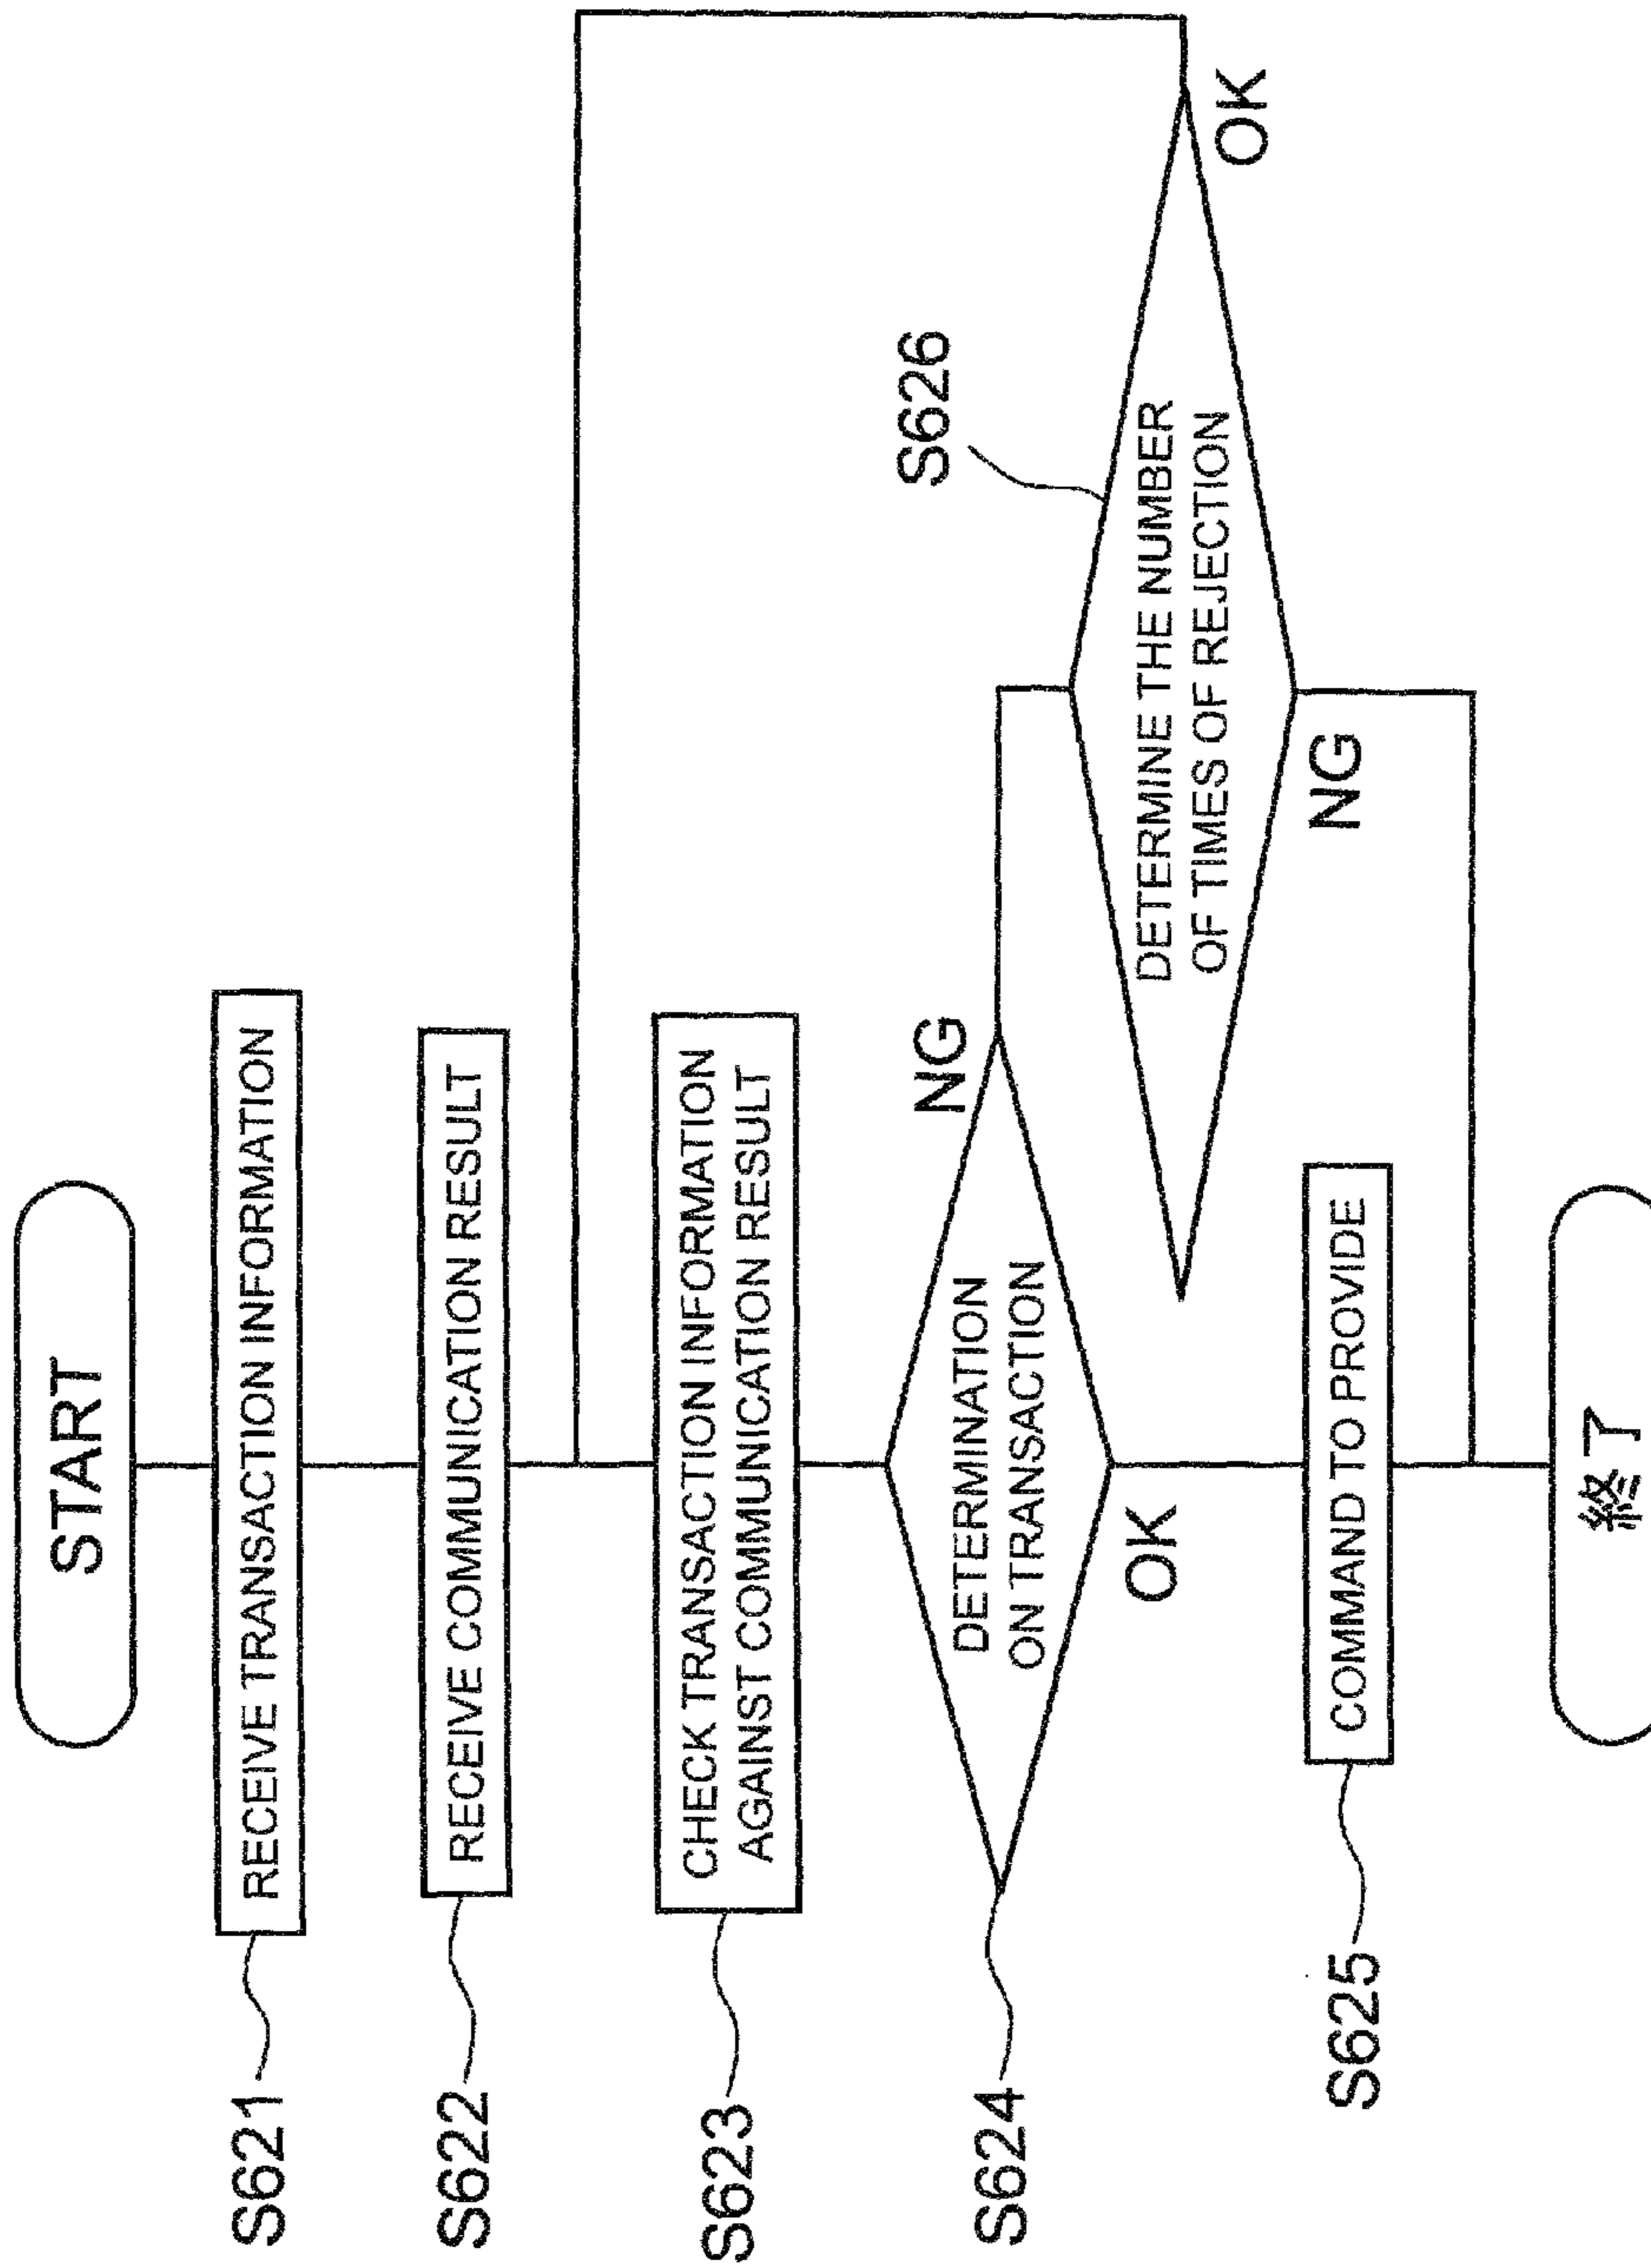 START
S621
RECEIVE TRANSACTION INFORMATION
S622
RECEIVE COMMUNICATION RESULT
S623
CHECK TRANSACTION INFORMATION
AGAINST COMMUNICATION RESULT
S624
DETERMINATION
ON TRANSACTION
NG
OK
S626
DETERMINE THE NUMBER
OF TIMES OF REJECTION
OK
NG
S625
COMMAND TO PROVIDE
終了